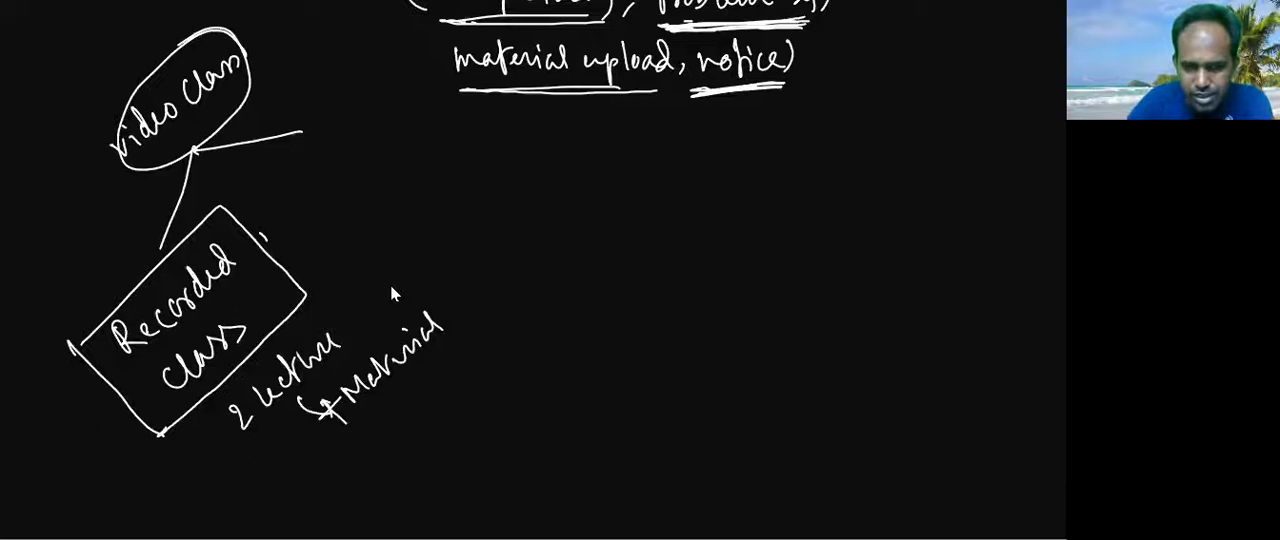 material upload, notice)
video class
Recorded
class
2 lecture
Material